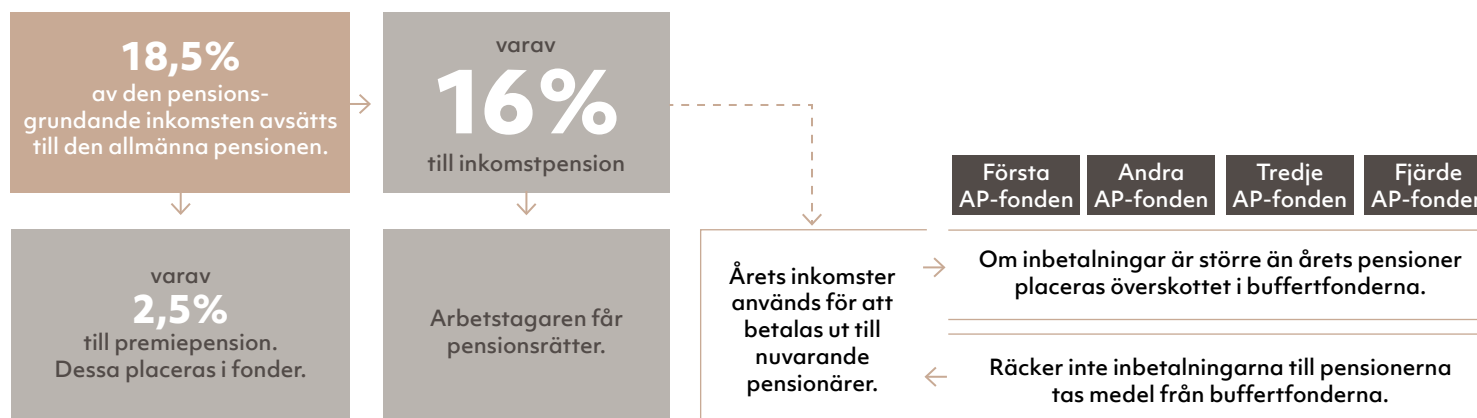 18,5%
av den pensions-
grundande inkomsten avsätts
till den allmänna pensionen.
varav
16%
till inkomstpension
varav
2,5%
till premiepension.
Dessa placeras i fonder.
Arbetstagaren får
pensionsrätter.
Årets inkomster
används för att
betalas ut till
nuvarande
pensionärer.
Första
AP-fonden
Andra
AP-fonden
Tredje
AP-fonden
Fjärde
AP-fonden
Om inbetalningar är större än årets pensioner
placeras överskottet i buffertfonderna.
Räcker inte inbetalningarna till pensionerna
tas medel från buffertfonderna.